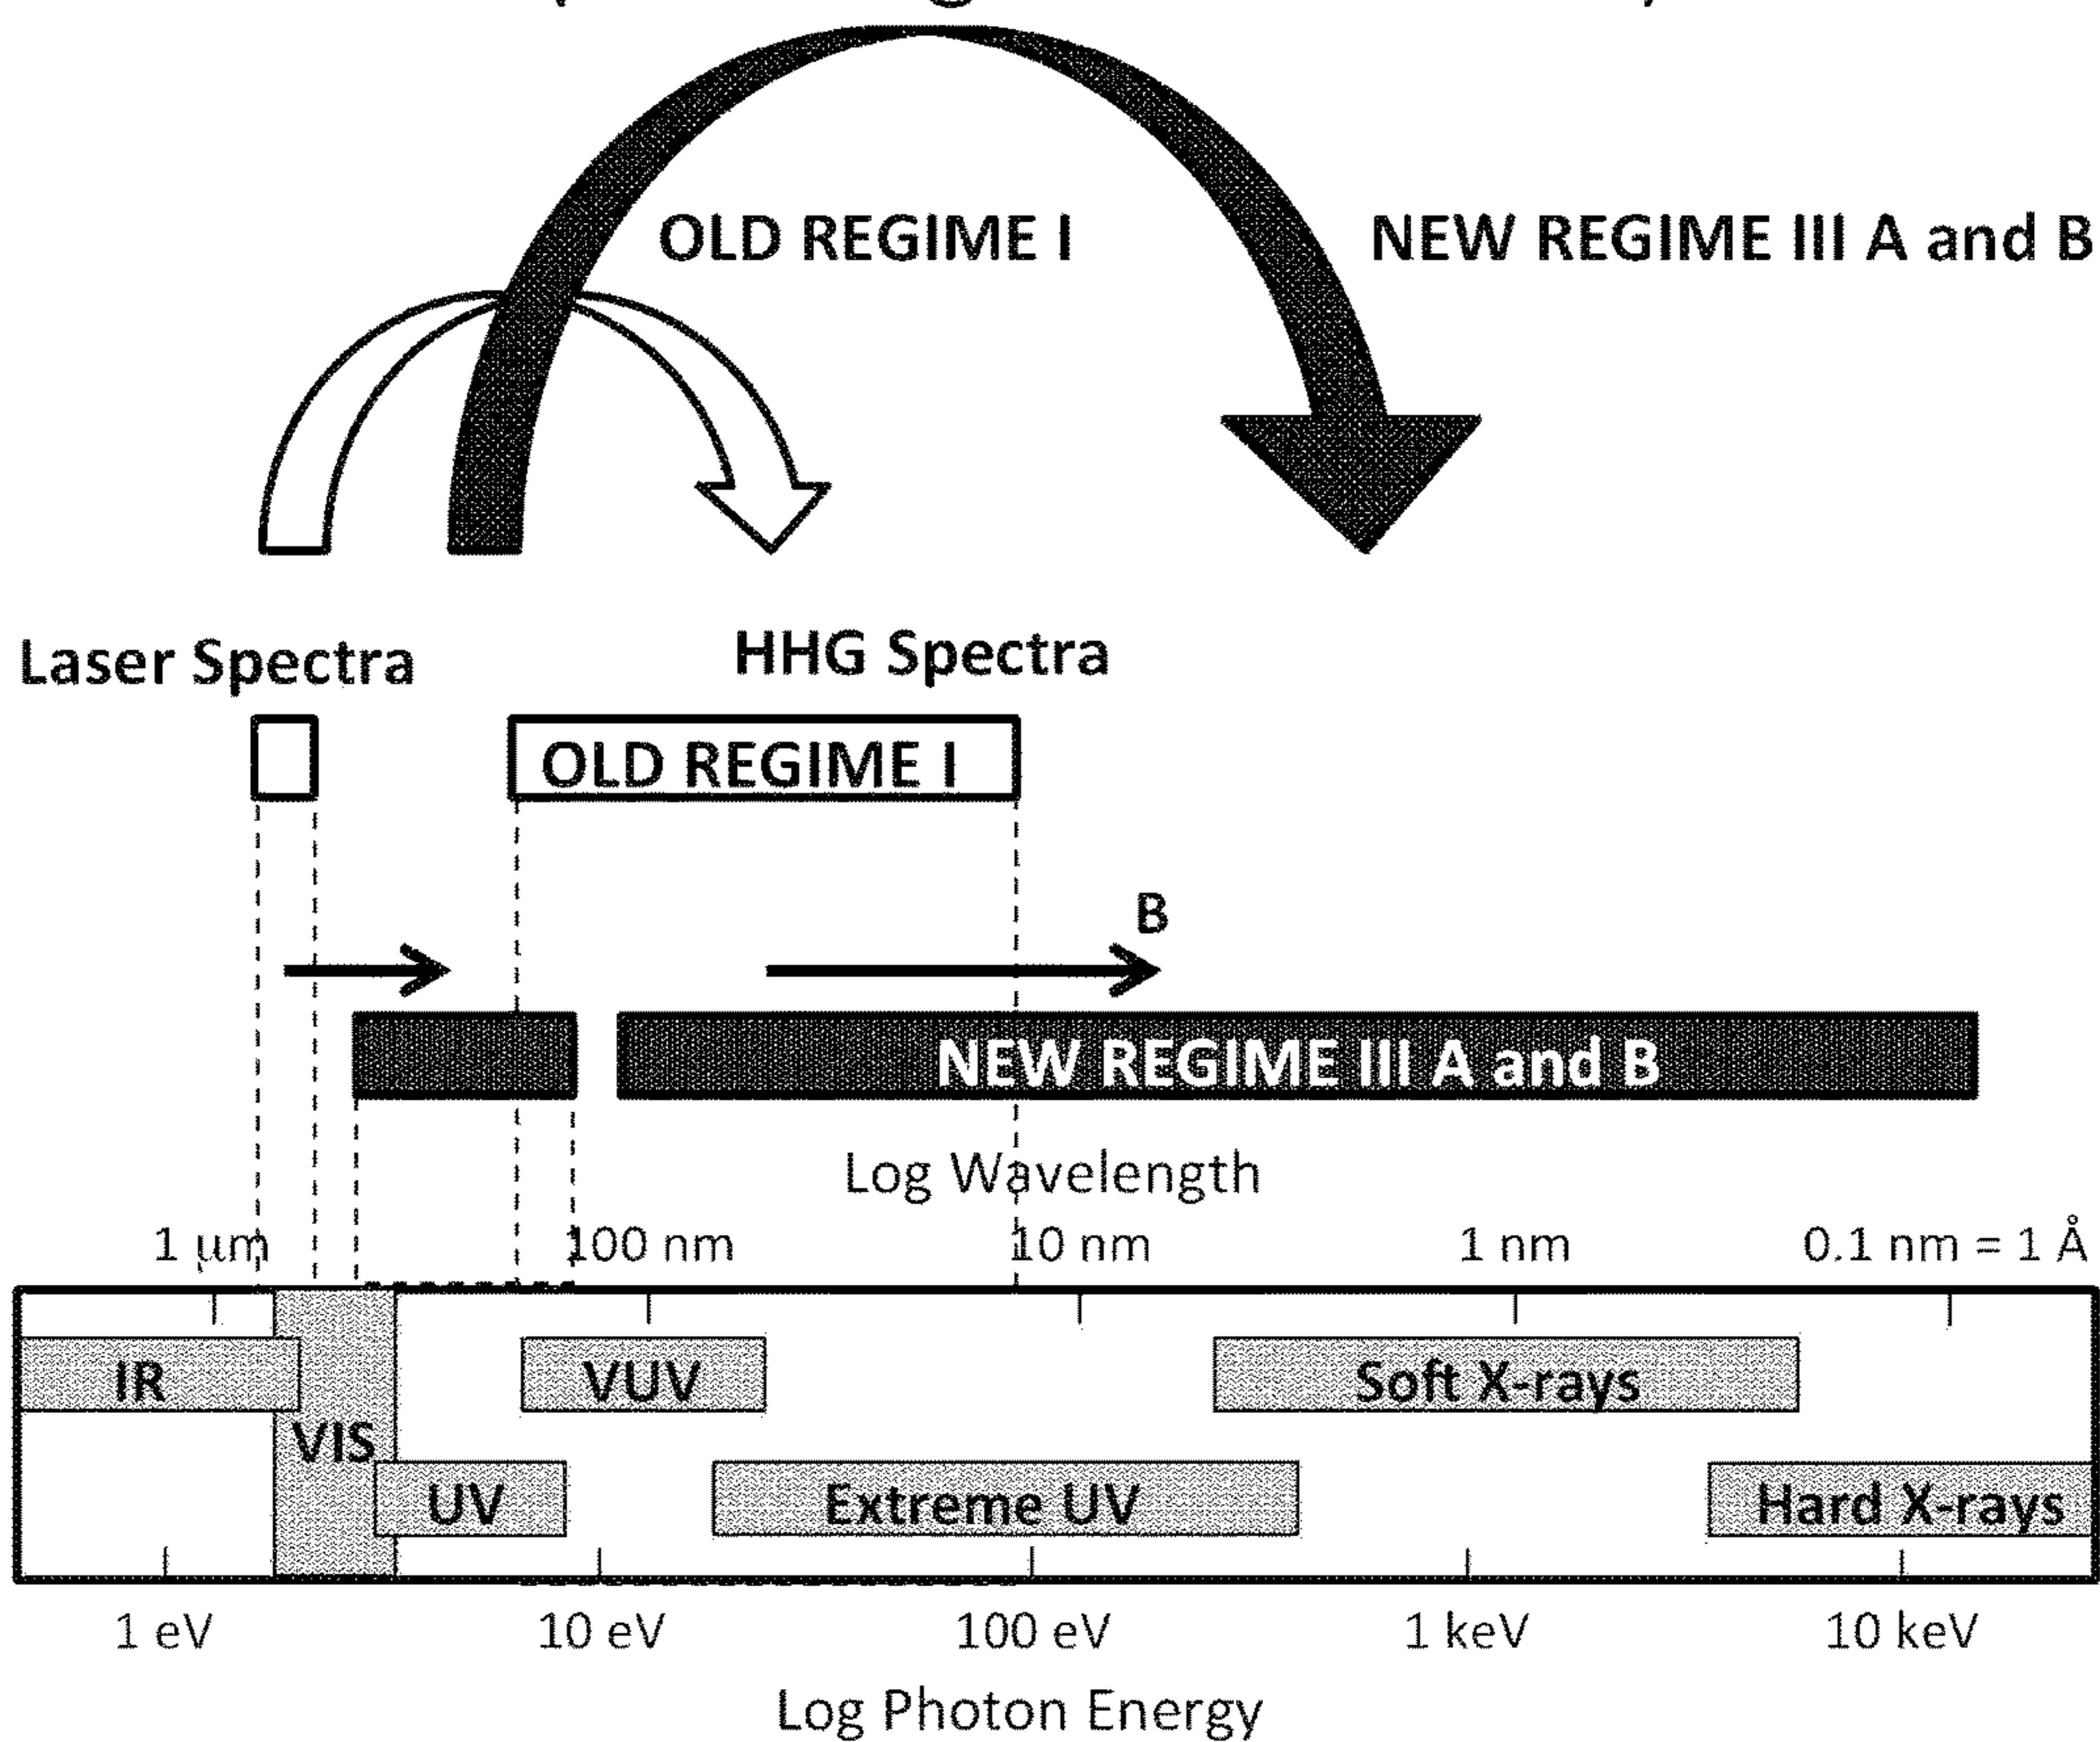 OLD REGIME I
NEW REGIME III A and B
Laser Spectra
HHG Spectra
OLD REGIME I
B
NEW REGIME III A and B
Log Wavelength
1 μm
100 nm
10 nm
1 nm
0.1 nm = 1 Å
IR
VUV
Soft X-rays
VIS
UV
Extreme UV
Hard X-rays
1 eV
10 eV
100 eV
1 keV
10 keV
Log Photon Energy